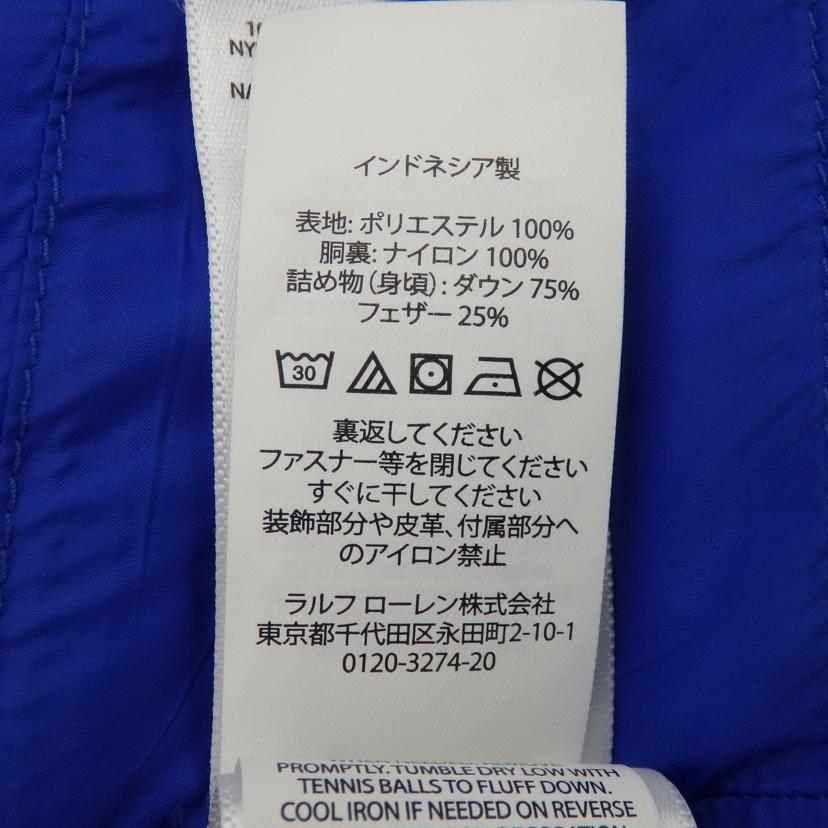 NY
インドネシア製
表地: ポリエステル 100%
胴裏: ナイロン 100%
詰め物 (身頃) : ダウン 75%
フェザー 25%
30
裏返してください
ファスナー等を閉じてください
すぐに干してください
装飾部分や皮革、付属部分へ
のアイロン禁止
ラルフ ローレン株式会社
東京都千代田区永田町2-10-1
0120-3274-20
PROMPTLY. TUMBLE DRY LOW WITH
TENNIS BALLS TO FLUFF DOWN.
COOL IRON IF NEEDED ON REVERSE